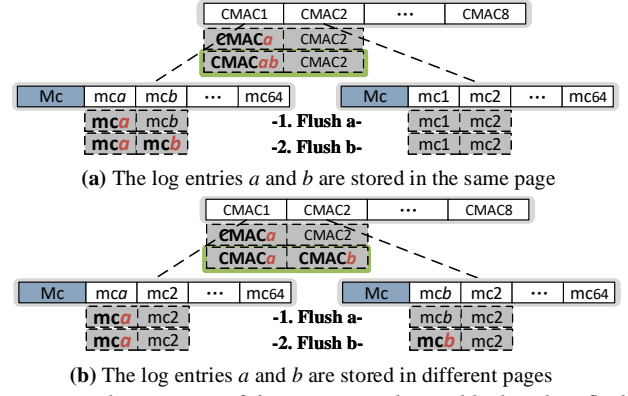 CMAC1 CMAC2 ··· CMAC8
CMACa CMAC2
CMACab CMAC2
Mc mca mcb ··· mc64 Mc mc1 mc2 ··· mc64
mca mcb -1. Flush a- mc1 mc2
mca mcb -2. Flush b- mc1 mc2
(a) The log entries a and b are stored in the same page
CMAC1 CMAC2 ··· CMAC8
CMACa CMAC2
CMACa CMACb
Mc mca mc2 ··· mc64 Mc mcb mc2 ··· mc64
mca mc2 -1. Flush a- mcb mc2
mca mc2 -2. Flush b- mcb mc2
(b) The log entries a and b are stored in different pages